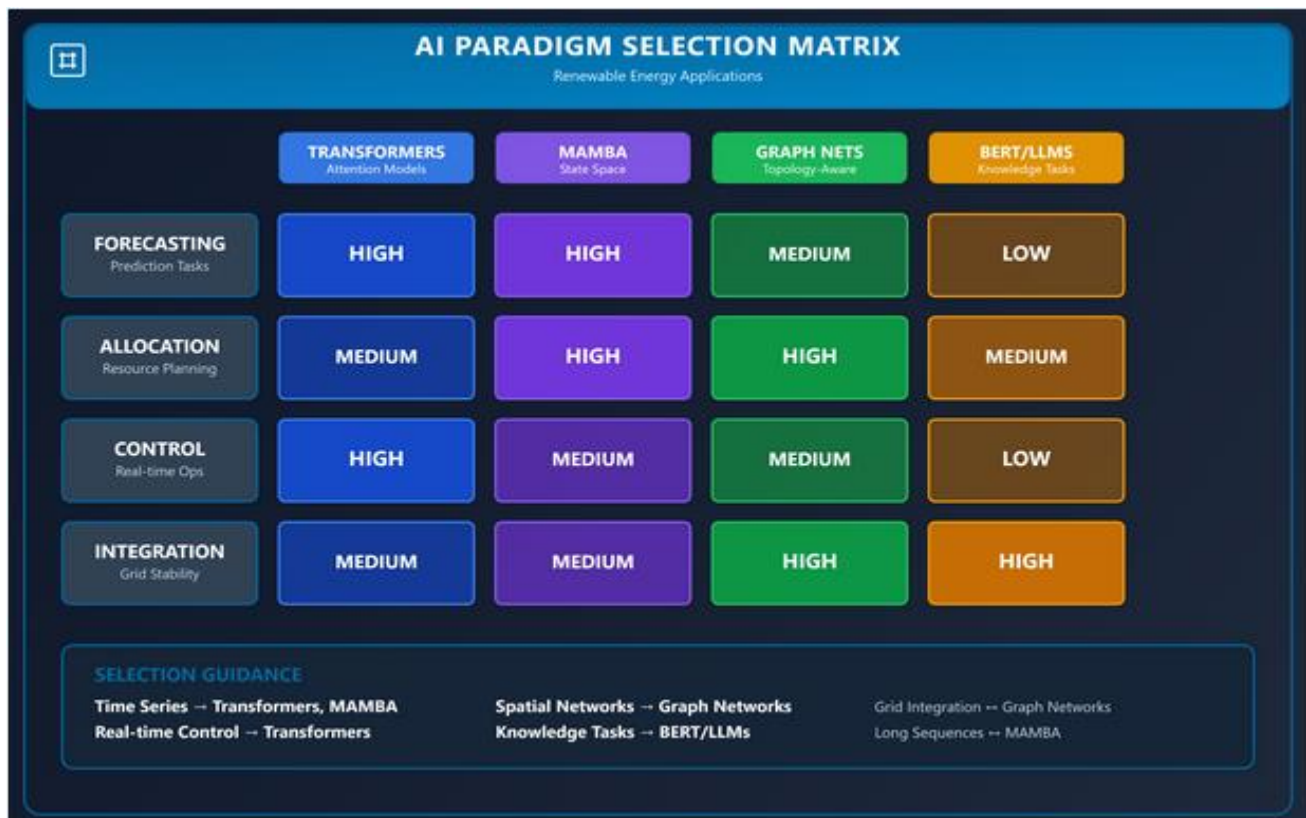 AI PARADIGM SELECTION MATRIX
Renewable Energy Applications
TRANSFORMERS
Attention Models
MAMBA
State Space
GRAPH NETS
Topology-Aware
BERT/LLMS
Knowledge Tasks
FORECASTING
Prediction Tasks
HIGH
HIGH
MEDIUM
LOW
ALLOCATION
Resource Planning
MEDIUM
HIGH
HIGH
MEDIUM
CONTROL
Real-time Ops
HIGH
MEDIUM
MEDIUM
LOW
INTEGRATION
Grid Stability
MEDIUM
MEDIUM
HIGH
HIGH
SELECTION GUIDANCE
Time Series → Transformers, MAMBA
Real-time Control → Transformers
Spatial Networks → Graph Networks
Knowledge Tasks → BERT/LLMs
Grid Integration ↔ Graph Networks
Long Sequences ↔ MAMBA